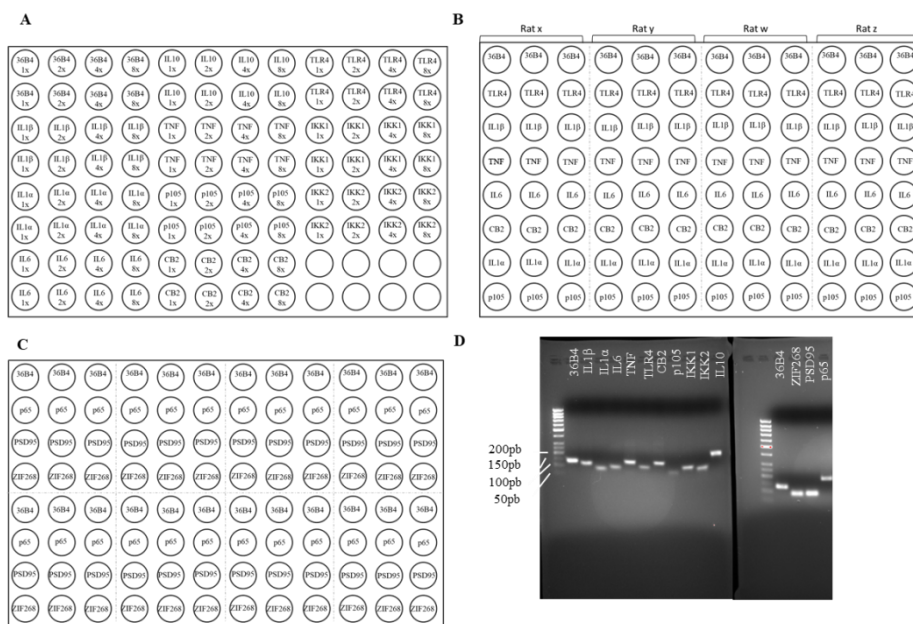 A
36B4 36B4 36B4 36B4 IL10 IL10 IL10 IL10 TLR4 TLR4 TLR4 TLR4
1x 2x 4x 8x 1x 2x 4x 8x 1x 2x 4x 8x
36B4 36B4 36B4 36B4 IL10 IL10 IL10 IL10 TLR4 TLR4 TLR4 TLR4
1x 2x 4x 8x 1x 2x 4x 8x 1x 2x 4x 8x
IL1β IL1β IL1β IL1β TNF TNF TNF TNF IKK1 IKK1 IKK1 IKK1
1x 2x 4x 8x 1x 2x 4x 8x 1x 2x 4x 8x
IL1β IL1β IL1β IL1β TNF TNF TNF TNF IKK1 IKK1 IKK1 IKK1
1x 2x 4x 8x 1x 2x 4x 8x 1x 2x 4x 8x
IL1α IL1α IL1α IL1α p105 p105 p105 p105 IKK2 IKK2 IKK2 IKK2
1x 2x 4x 8x 1x 2x 4x 8x 1x 2x 4x 8x
IL1α IL1α IL1α IL1α p105 p105 p105 p105 IKK2 IKK2 IKK2 IKK2
1x 2x 4x 8x 1x 2x 4x 8x 1x 2x 4x 8x
IL6 IL6 IL6 IL6 CB2 CB2 CB2 CB2
1x 2x 4x 8x 1x 2x 4x 8x
IL6 IL6 IL6 IL6 CB2 CB2 CB2 CB2
1x 2x 4x 8x 1x 2x 4x 8x
B
Rat x Rat y Rat w Rat z
36B4 36B4 36B4 36B4 36B4 36B4 36B4 36B4 36B4 36B4 36B4 36B4
TLR4 TLR4 TLR4 TLR4 TLR4 TLR4 TLR4 TLR4 TLR4 TLR4 TLR4 TLR4
IL1β IL1β IL1β IL1β IL1β IL1β IL1β IL1β IL1β IL1β IL1β IL1β
TNF TNF TNF TNF TNF TNF TNF TNF TNF TNF TNF TNF
IL6 IL6 IL6 IL6 IL6 IL6 IL6 IL6 IL6 IL6 IL6 IL6
CB2 CB2 CB2 CB2 CB2 CB2 CB2 CB2 CB2 CB2 CB2 CB2
IL1α IL1α IL1α IL1α IL1α IL1α IL1α IL1α IL1α IL1α IL1α IL1α
p105 p105 p105 p105 p105 p105 p105 p105 p105 p105 p105 p105
C
36B4 36B4 36B4 36B4 36B4 36B4 36B4 36B4 36B4 36B4 36B4 36B4
p65 p65 p65 p65 p65 p65 p65 p65 p65 p65 p65 p65
PSD95 PSD95 PSD95 PSD95 PSD95 PSD95 PSD95 PSD95 PSD95 PSD95 PSD95 PSD95
ZIF268 ZIF268 ZIF268 ZIF268 ZIF268 ZIF268 ZIF268 ZIF268 ZIF268 ZIF268 ZIF268 ZIF268
36B4 36B4 36B4 36B4 36B4 36B4 36B4 36B4 36B4 36B4 36B4 36B4
p65 p65 p65 p65 p65 p65 p65 p65 p65 p65 p65 p65
PSD95 PSD95 PSD95 PSD95 PSD95 PSD95 PSD95 PSD95 PSD95 PSD95 PSD95 PSD95
ZIF268 ZIF268 ZIF268 ZIF268 ZIF268 ZIF268 ZIF268 ZIF268 ZIF268 ZIF268 ZIF268 ZIF268
D
36B4
IL1β
IL1α
IL6
TNF
TLR4
CB2
p105
IKK1
IKK2
IL10
36B4
ZIF268
PSD95
p65
200pb
150pb
100pb
50pb